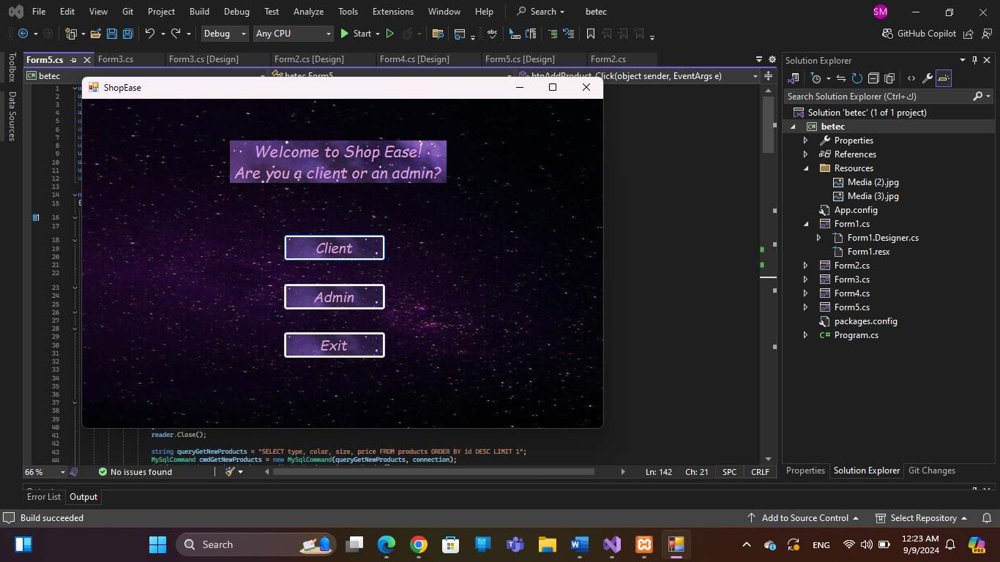 File Edit View Git Project Build Debug Test Analyze Tools Extensions Window Help Search betec SM
Debug Any CPU Start GitHub Copilot
Toolbox
Data Sources
Form5.cs Form3.cs Form3.cs [Design] Form2.cs [Design] Form4.cs [Design] Form5.cs [Design] Form2.cs
betec betec.Form5 btnAddProduct_Click(object sender, EventArgs e)
ShopEase
Welcome to Shop Ease!
Are you a client or an admin?
Client
Admin
Exit
1
2
3
4
5
6
7
8
9
10
11
12
13
14
15
16
17
18
19
20
21
22
23
24
25
26
27
28
29
30
31
32
33
34
35
36
37
38
39
40
41 reader.Close();
42
43 string queryGetNewProducts = "SELECT type, color, size, price FROM products ORDER BY id DESC LIMIT 1";
44 MySqlCommand cmdGetNewProducts = new MySqlCommand(queryGetNewProducts, connection);
66 % No issues found Ln: 142 Ch: 21 SPC CRLF
Solution Explorer
Search Solution Explorer (Ctrl+ك)
Solution 'betec' (1 of 1 project)
betec
Properties
References
Resources
Media (2).jpg
Media (3).jpg
App.config
Form1.cs
Form1.Designer.cs
Form1.resx
Form2.cs
Form3.cs
Form4.cs
Form5.cs
packages.config
Program.cs
Properties Solution Explorer Git Changes
Error List Output
Build succeeded Add to Source Control Select Repository
Search ENG 12:23 AM
9/9/2024
PRE